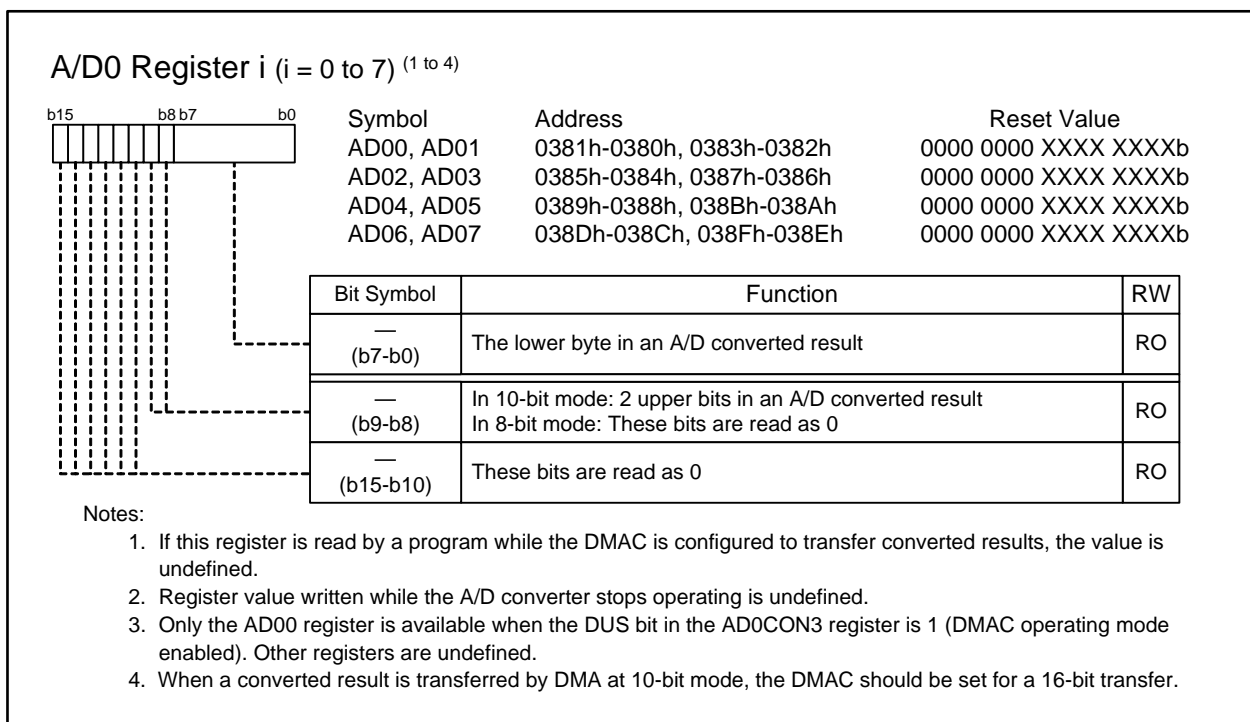 A/D0 Register i (i = 0 to 7) (1 to 4)
b15 b8 b7 b0
Symbol Address Reset Value
AD00, AD01 0381h-0380h, 0383h-0382h 0000 0000 XXXX XXXXb
AD02, AD03 0385h-0384h, 0387h-0386h 0000 0000 XXXX XXXXb
AD04, AD05 0389h-0388h, 038Bh-038Ah 0000 0000 XXXX XXXXb
AD06, AD07 038Dh-038Ch, 038Fh-038Eh 0000 0000 XXXX XXXXb
Bit Symbol Function RW
—
(b7-b0) The lower byte in an A/D converted result RO
—
(b9-b8) In 10-bit mode: 2 upper bits in an A/D converted result
In 8-bit mode: These bits are read as 0 RO
—
(b15-b10) These bits are read as 0 RO
Notes:
1. If this register is read by a program while the DMAC is configured to transfer converted results, the value is
undefined.
2. Register value written while the A/D converter stops operating is undefined.
3. Only the AD00 register is available when the DUS bit in the AD0CON3 register is 1 (DMAC operating mode
enabled). Other registers are undefined.
4. When a converted result is transferred by DMA at 10-bit mode, the DMAC should be set for a 16-bit transfer.